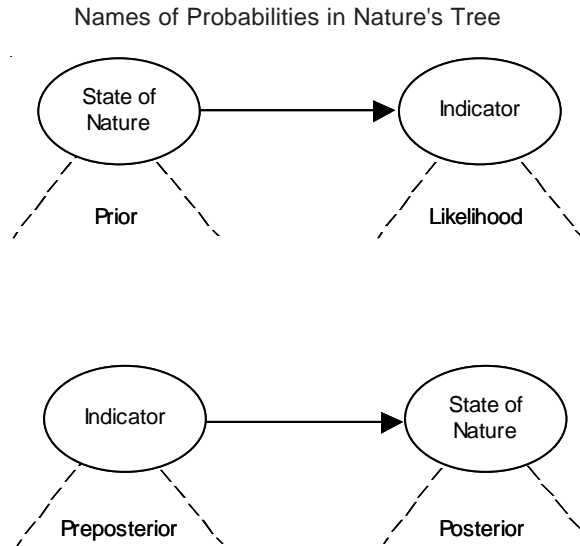 Names of Probabilities in Nature's Tree
State of
Nature
Indicator
Prior
Likelihood
Indicator
State of
Nature
Preposterior
Posterior